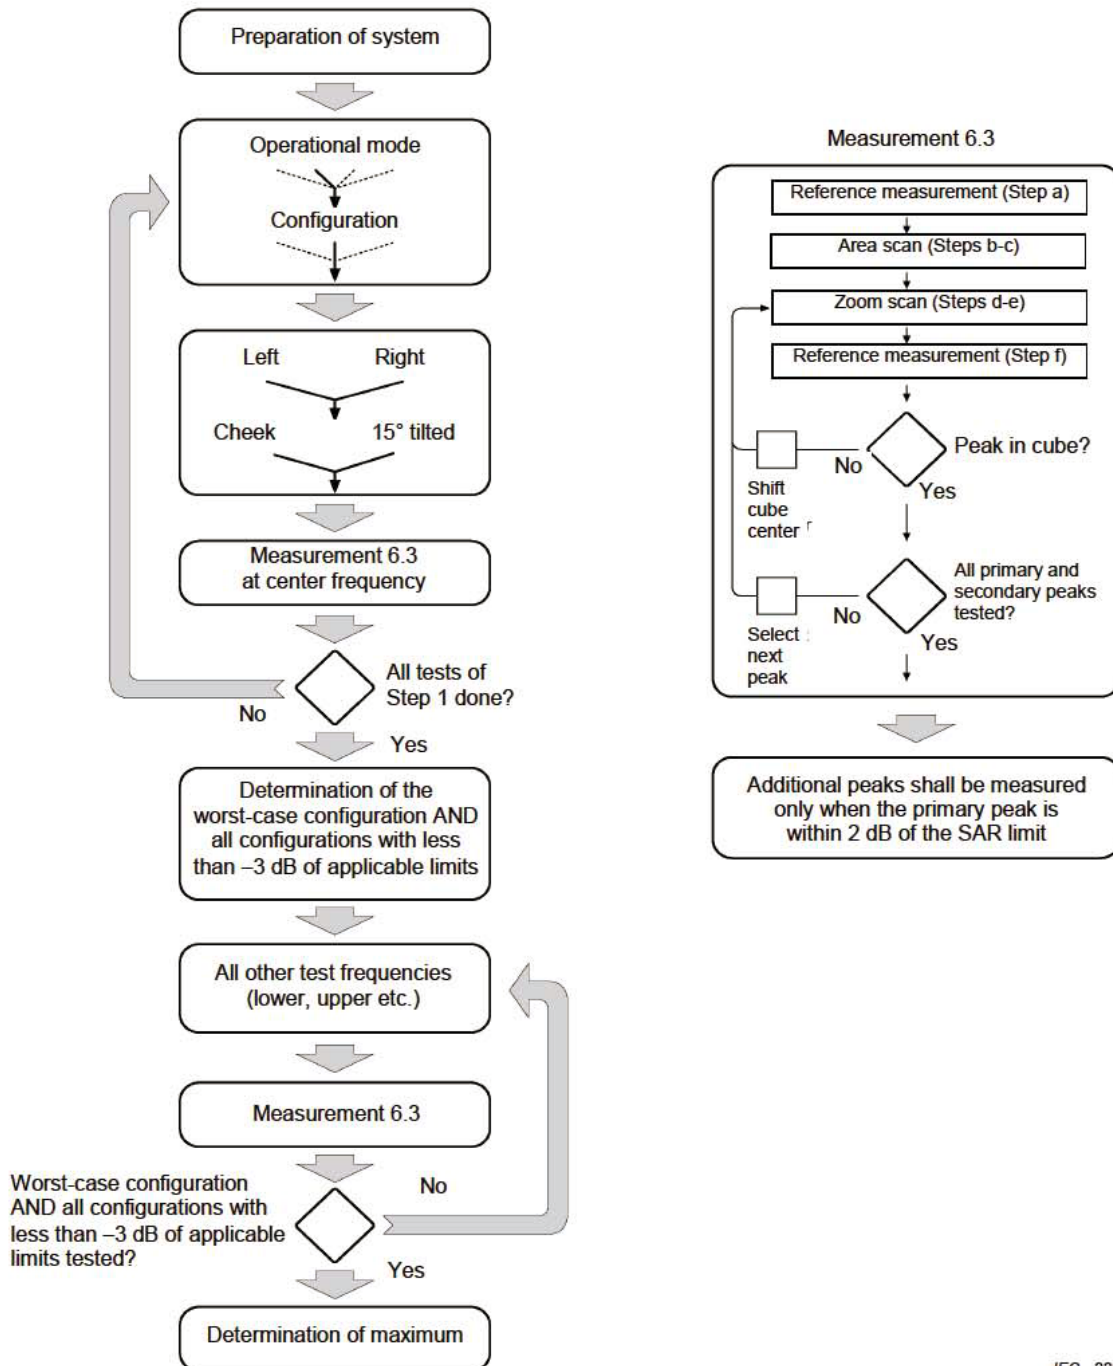 Preparation of system
Operational mode
Configuration
Left
Right
Cheek
15° tilted
Measurement 6.3
at center frequency
All tests of
Step 1 done?
No
Yes
Determination of the
worst-case configuration AND
all configurations with less
than –3 dB of applicable limits
All other test frequencies
(lower, upper etc.)
Measurement 6.3
Worst-case configuration
AND all configurations with
less than –3 dB of applicable
limits tested?
No
Yes
Determination of maximum
Measurement 6.3
Reference measurement (Step a)
Area scan (Steps b-c)
Zoom scan (Steps d-e)
Reference measurement (Step f)
Peak in cube?
No
Yes
Shift
cube
center
All primary and
secondary peaks
tested?
No
Yes
Select
next
peak
Additional peaks shall be measured
only when the primary peak is
within 2 dB of the SAR limit